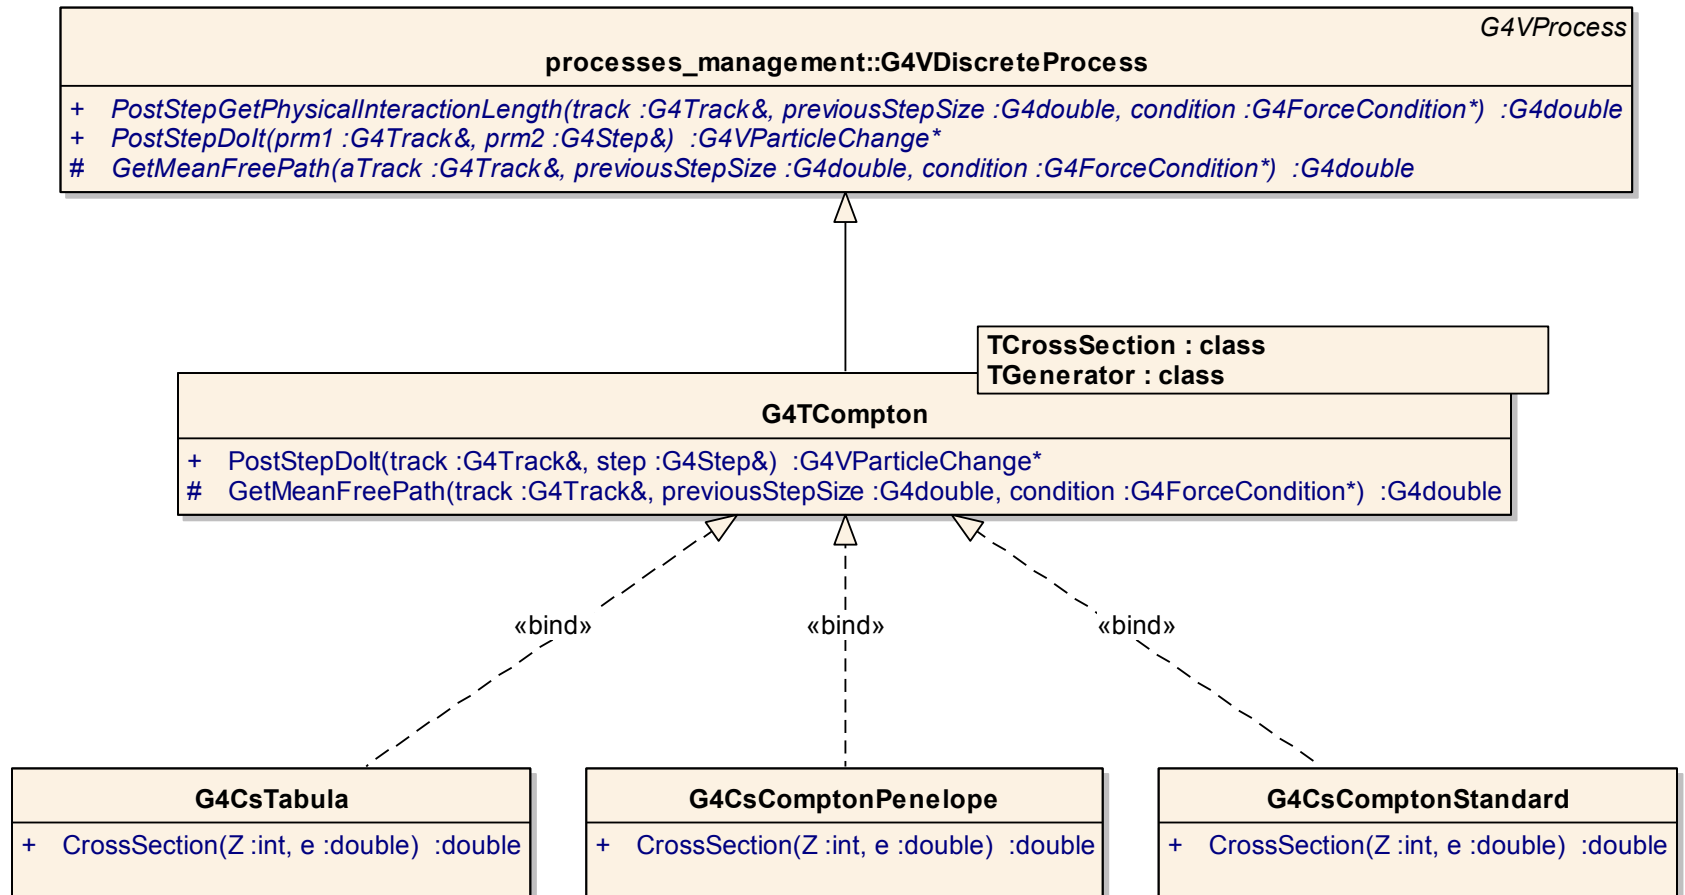 G4VProcess
processes_management::G4VDiscreteProcess
+ PostStepGetPhysicalInteractionLength(track :G4Track&, previousStepSize :G4double, condition :G4ForceCondition*) :G4double
+ PostStepDoIt(prm1 :G4Track&, prm2 :G4Step&) :G4VParticleChange*
# GetMeanFreePath(aTrack :G4Track&, previousStepSize :G4double, condition :G4ForceCondition*) :G4double
TCrossSection : class
TGenerator : class
G4TCompton
+ PostStepDoIt(track :G4Track&, step :G4Step&) :G4VParticleChange*
# GetMeanFreePath(track :G4Track&, previousStepSize :G4double, condition :G4ForceCondition*) :G4double
«bind» «bind» «bind»
G4CsTabula
+ CrossSection(Z :int, e :double) :double
G4CsComptonPenelope
+ CrossSection(Z :int, e :double) :double
G4CsComptonStandard
+ CrossSection(Z :int, e :double) :double